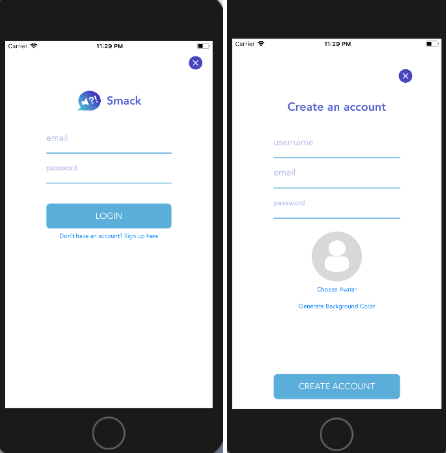 Carrier 11:29 PM
Smack
email
password
LOGIN
Don't have an account? Sign up here
Carrier 11:29 PM
Create an account
username
email
password
Choose Avatar
Generate Background Color
CREATE ACCOUNT